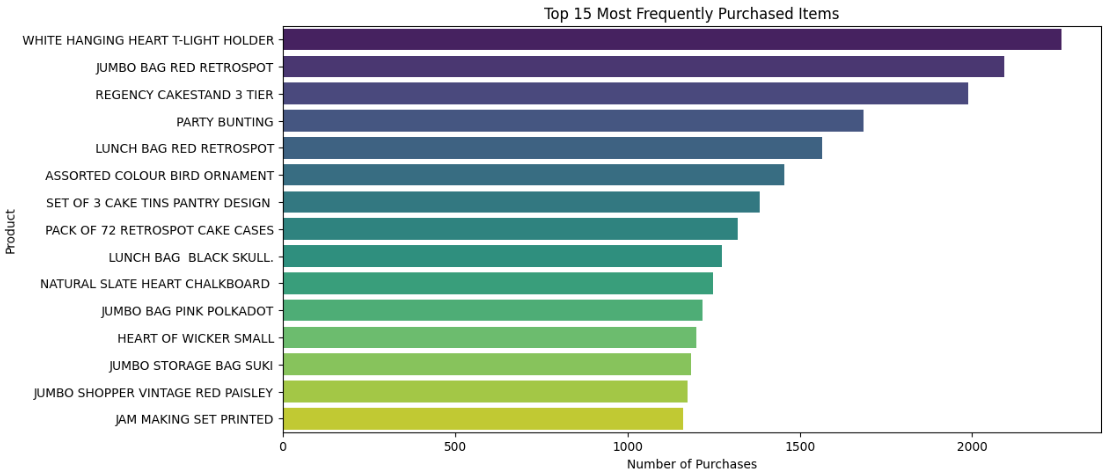 Top 15 Most Frequently Purchased Items
Product
WHITE HANGING HEART T-LIGHT HOLDER
JUMBO BAG RED RETROSPOT
REGENCY CAKESTAND 3 TIER
PARTY BUNTING
LUNCH BAG RED RETROSPOT
ASSORTED COLOUR BIRD ORNAMENT
SET OF 3 CAKE TINS PANTRY DESIGN
PACK OF 72 RETROSPOT CAKE CASES
LUNCH BAG  BLACK SKULL.
NATURAL SLATE HEART CHALKBOARD
JUMBO BAG PINK POLKADOT
HEART OF WICKER SMALL
JUMBO STORAGE BAG SUKI
JUMBO SHOPPER VINTAGE RED PAISLEY
JAM MAKING SET PRINTED
0 500 1000 1500 2000
Number of Purchases